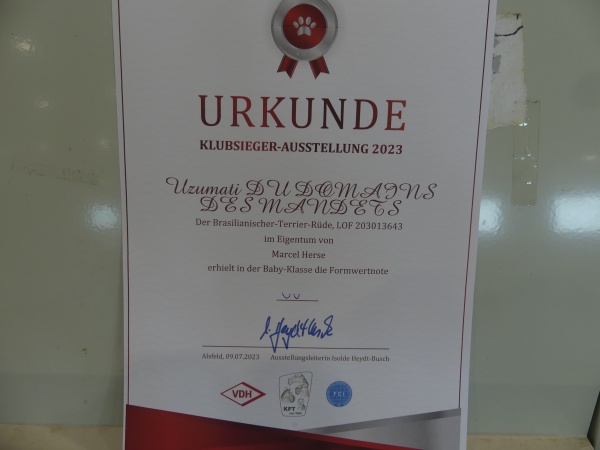 URKUNDE
KLUBSIEGER-AUSSTELLUNG 2023
Uzumati DU DOMAINS
DES MANDETS
Der Brasilianischer-Terrier-Rüde, LOF 203013643
im Eigentum von
Marcel Herse
erhielt in der Baby-Klasse die Formwertnote
Alsfeld, 09.07.2023 Ausstellungsleiterin Isolde Heydt-Busch
VDH
KFT
FCI